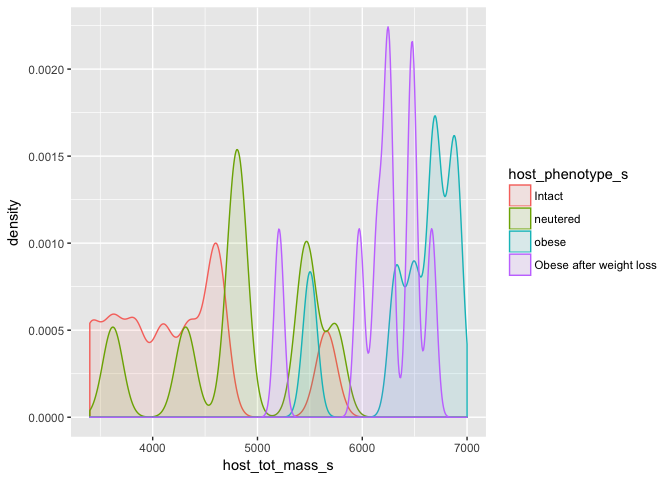 0.0020
0.0015
0.0010
0.0005
0.0000
density
4000 5000 6000 7000
host_tot_mass_s
host_phenotype_s
Intact
neutered
obese
Obese after weight loss